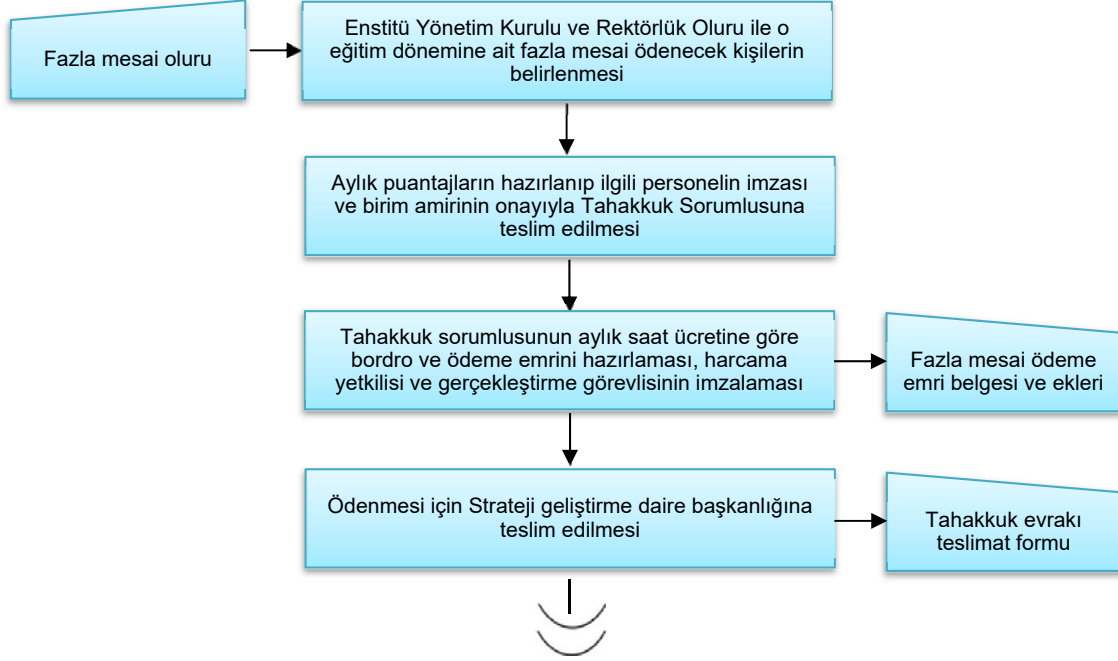 Fazla mesai oluru
Enstitü Yönetim Kurulu ve Rektörlük Oluru ile o
eğitim dönemine ait fazla mesai ödenecek kişilerin
belirlenmesi
Aylık puantajların hazırlanıp ilgili personelin imzası
ve birim amirinin onayıyla Tahakkuk Sorumlusuna
teslim edilmesi
Tahakkuk sorumlusunun aylık saat ücretine göre
bordro ve ödeme emrini hazırlaması, harcama
yetkilisi ve gerçekleştirme görevlisinin imzalaması
Fazla mesai ödeme
emri belgesi ve ekleri
Ödenmesi için Strateji geliştirme daire başkanlığına
teslim edilmesi
Tahakkuk evrakı
teslimat formu